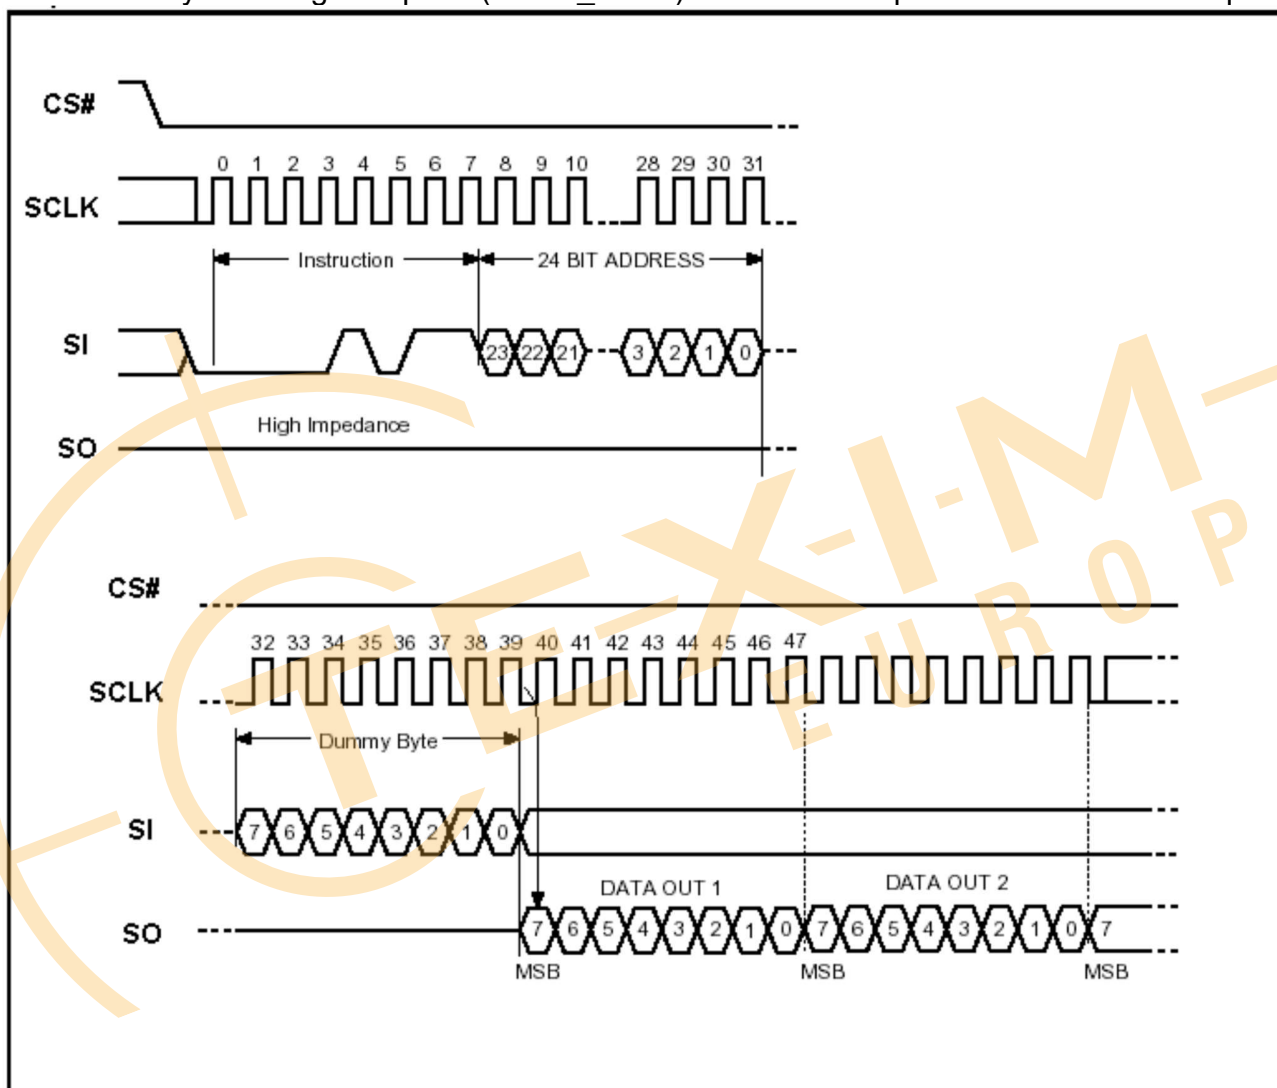 CS#
0 1 2 3 4 5 6 7 8 9 10 28 29 30 31
SCLK
Instruction 24 BIT ADDRESS
SI 23 22 21 3 2 1 0
High Impedance
SO
TEXIM
EUROP
CS#
32 33 34 35 36 37 38 39 40 41 42 43 44 45 46 47
SCLK
Dummy Byte
SI 7 6 5 4 3 2 1 0
DATA OUT 1 DATA OUT 2
SO 7 6 5 4 3 2 1 0 7 6 5 4 3 2 1 0 7
MSB MSB MSB